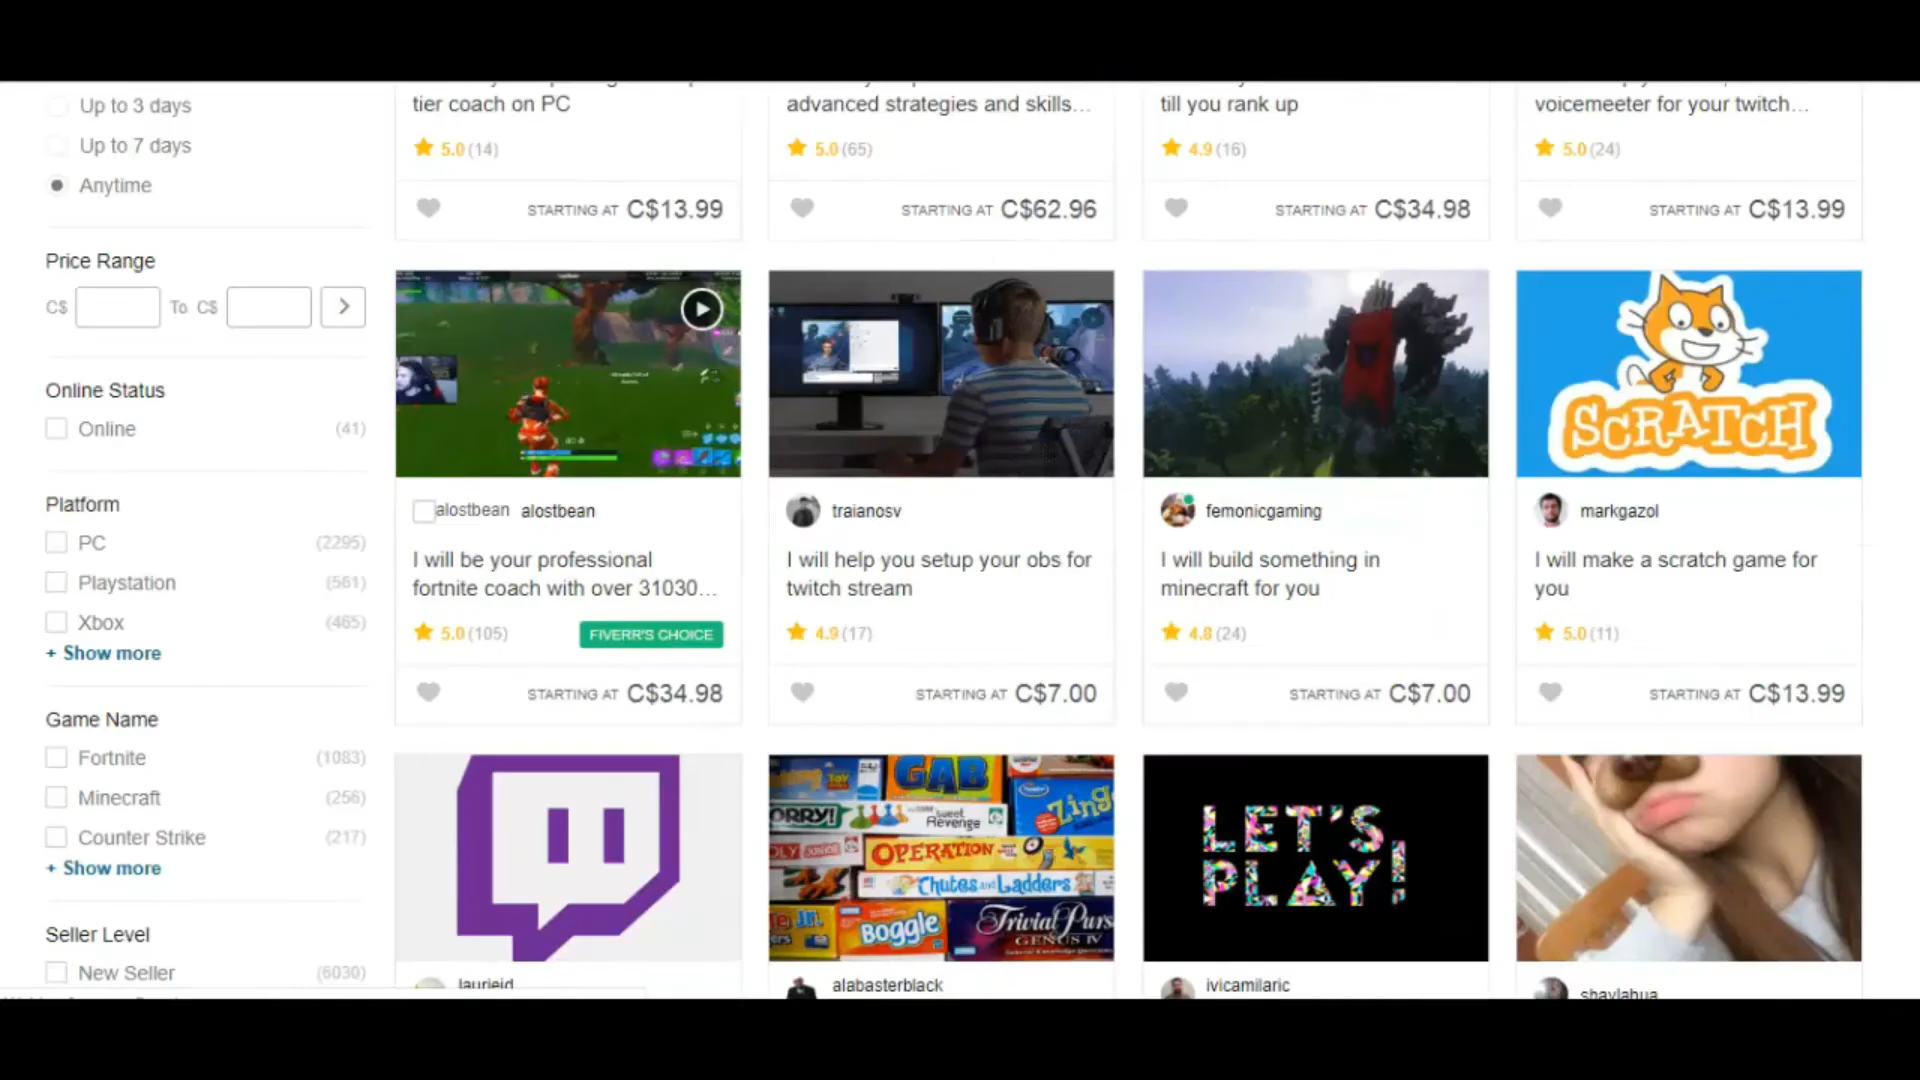 Up to 3 days
Up to 7 days
Anytime
Price Range
C$ To C$
Online Status
Online (41)
Platform
PC (2295)
Playstation (561)
Xbox (465)
+ Show more
Game Name
Fortnite (1083)
Minecraft (256)
Counter Strike (217)
+ Show more
Seller Level
New Seller (6030)
tier coach on PC
5.0 (14)
STARTING AT C$13.99
advanced strategies and skills...
5.0 (65)
STARTING AT C$62.96
till you rank up
4.9 (16)
STARTING AT C$34.98
voicemeeter for your twitch...
5.0 (24)
STARTING AT C$13.99
alostbean alostbean
I will be your professional
fortnite coach with over 31030...
5.0 (105)
FIVERR'S CHOICE
STARTING AT C$34.98
traianosv
I will help you setup your obs for
twitch stream
4.9 (17)
STARTING AT C$7.00
femonicgaming
I will build something in
minecraft for you
4.8 (24)
STARTING AT C$7.00
SCRATCH
markgazol
I will make a scratch game for
you
5.0 (11)
STARTING AT C$13.99
laurieid
GAB
Sweet
Revenge
OPERATION
Chutes and Ladders
Boggle
GENUS IV
alabasterblack
LET'S
PLAY!
ivicamilaric
shaylahua